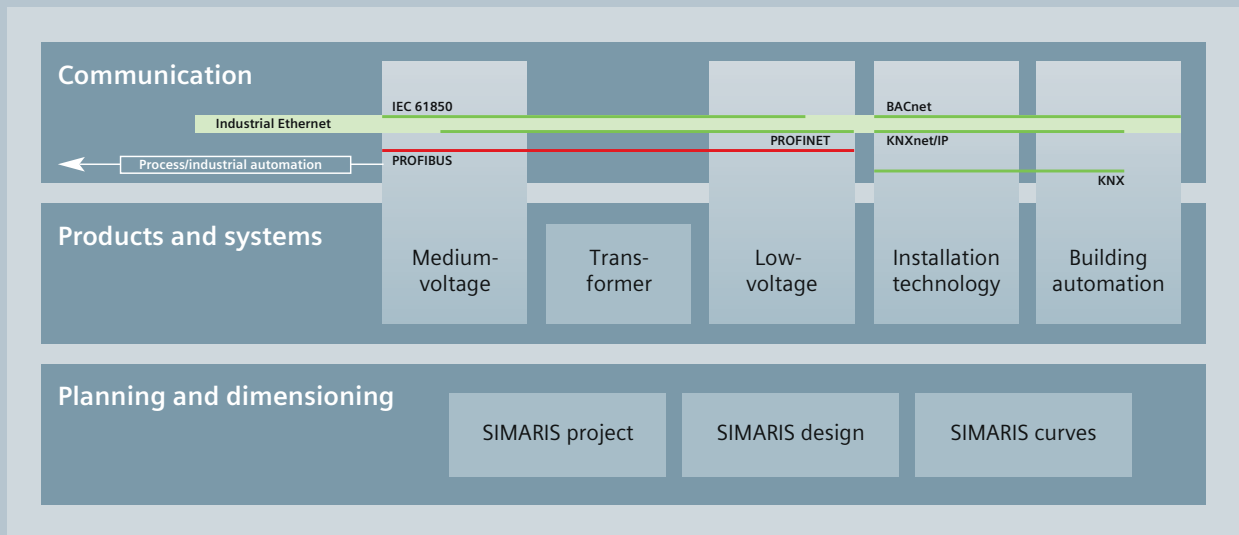 Communication
IEC 61850
BACnet
Industrial Ethernet
PROFINET
KNXnet/IP
Process/industrial automation
PROFIBUS
KNX
Products and systems
Medium-
voltage
Trans-
former
Low-
voltage
Installation
technology
Building
automation
Planning and dimensioning
SIMARIS project
SIMARIS design
SIMARIS curves